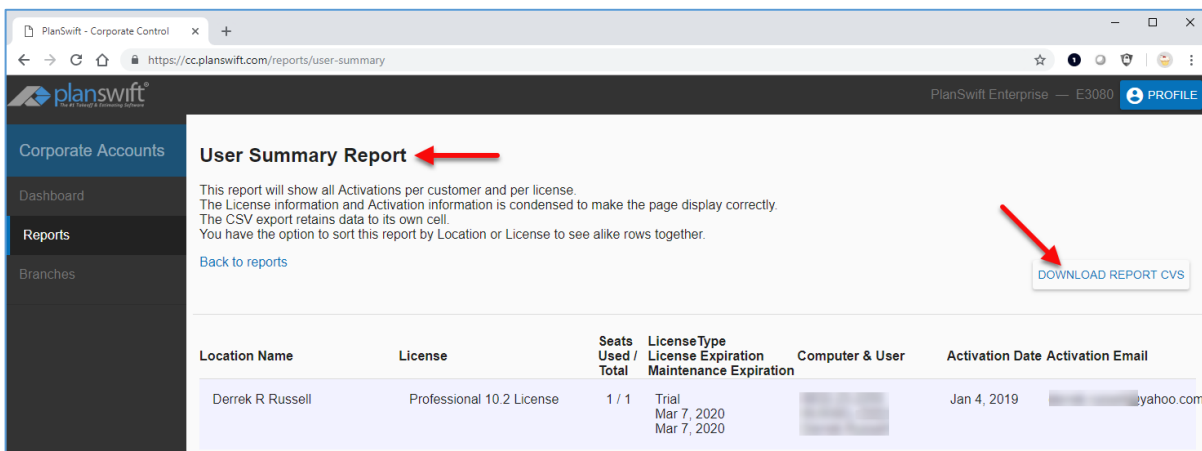 PlanSwift - Corporate Control
https://cc.planswift.com/reports/user-summary
planswift®
The #1 Takeoff & Estimating Software
PlanSwift Enterprise — E3080
PROFILE
Corporate Accounts
Dashboard
Reports
Branches
User Summary Report
This report will show all Activations per customer and per license.
The License information and Activation information is condensed to make the page display correctly.
The CSV export retains data to its own cell.
You have the option to sort this report by Location or License to see alike rows together.
Back to reports
DOWNLOAD REPORT CVS
Location Name
License
Seats
Used /
Total
LicenseType
License Expiration
Maintenance Expiration
Computer & User
Activation Date
Activation Email
Derrek R Russell
Professional 10.2 License
1 / 1
Trial
Mar 7, 2020
Mar 7, 2020
Jan 4, 2019
@yahoo.com